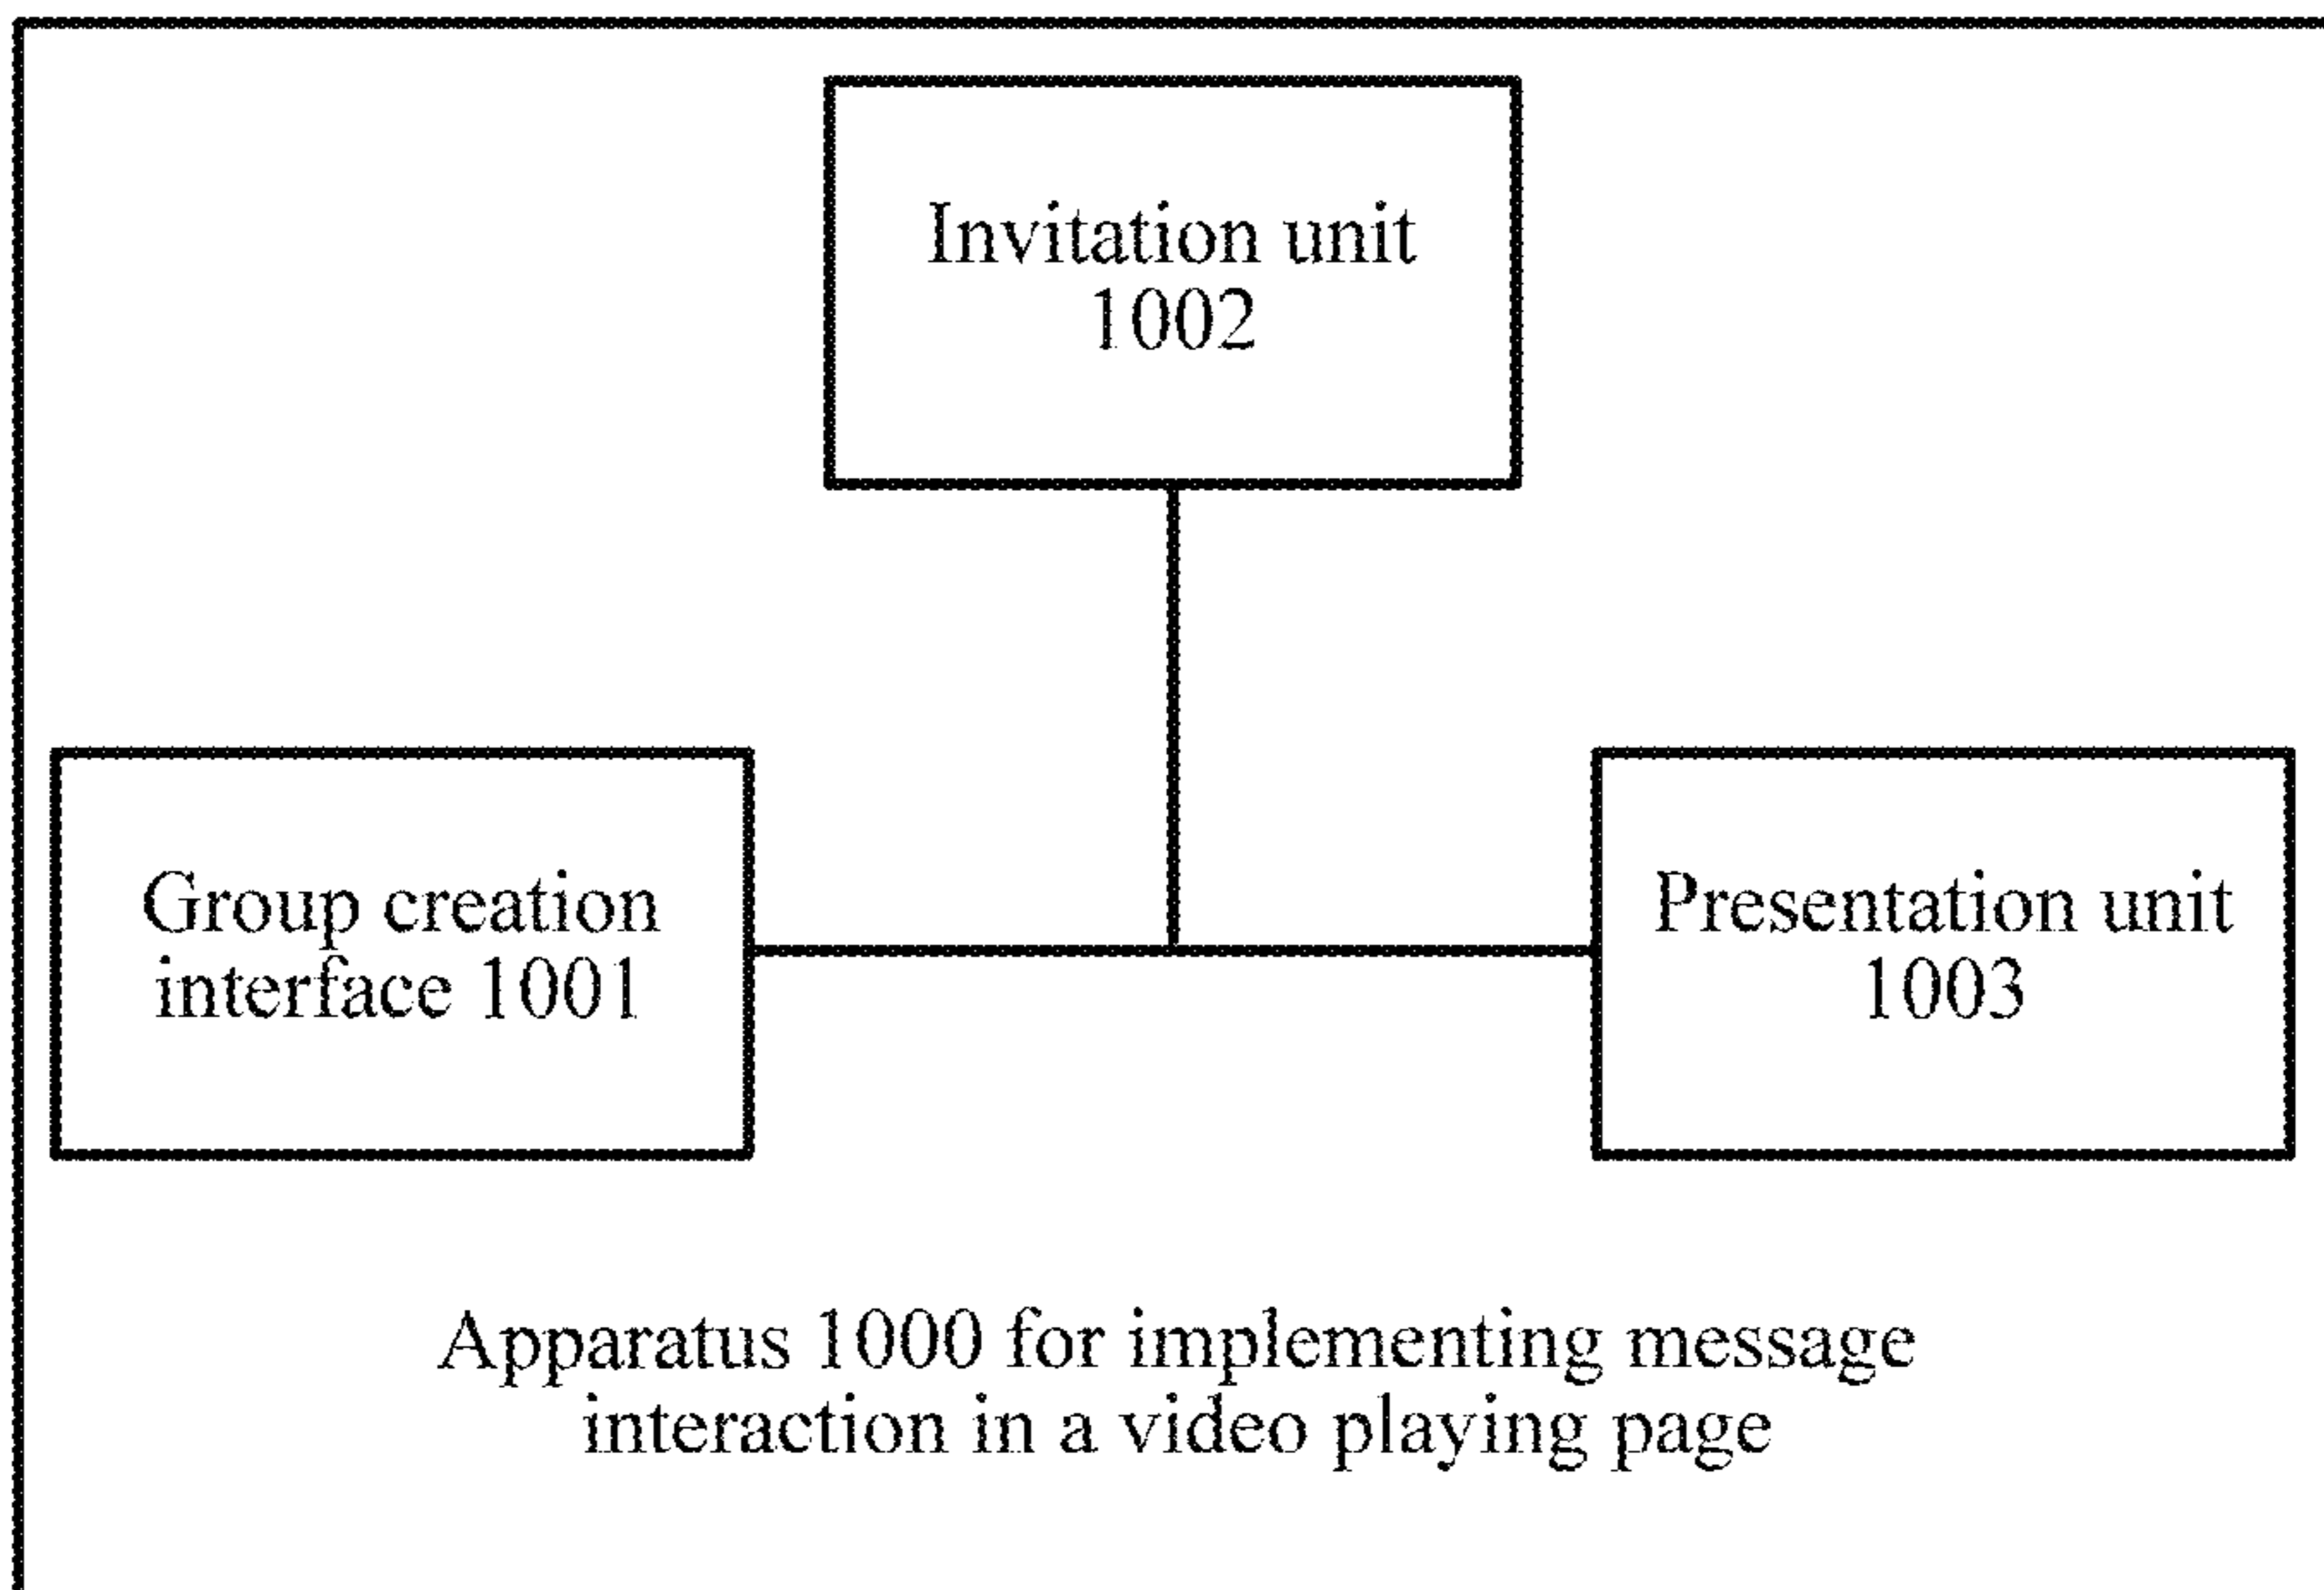 Invitation unit
1002
Group creation
interface 1001
Presentation unit
1003
Apparatus 1000 for implementing message
interaction in a video playing page